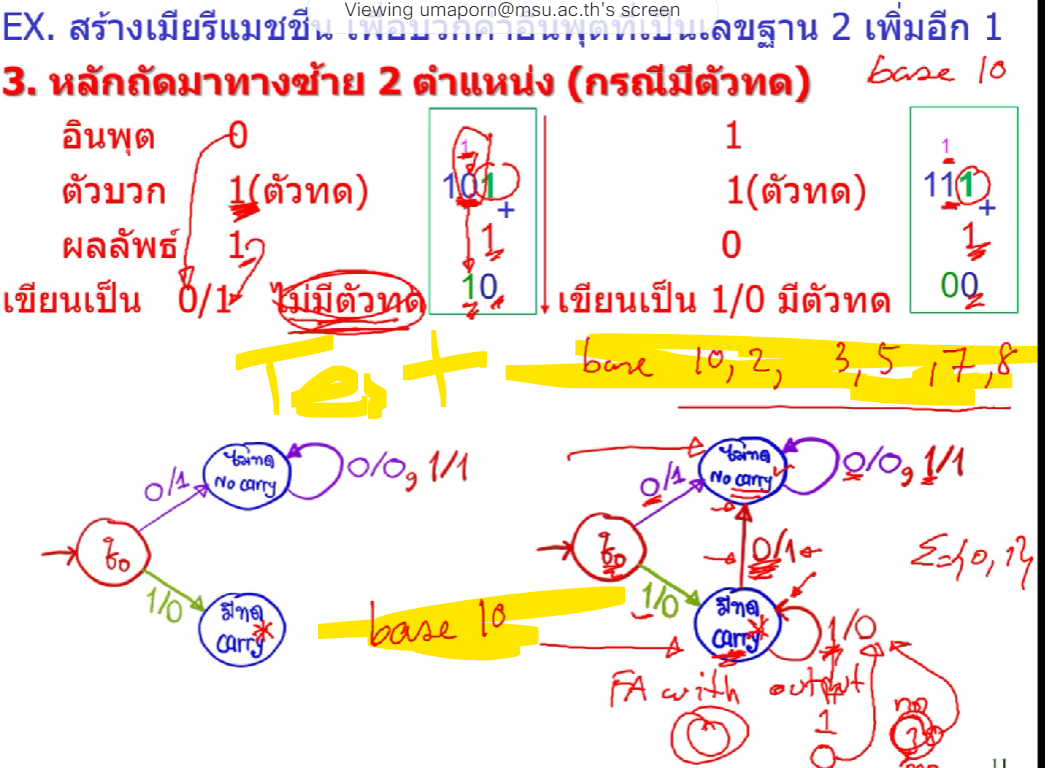 Viewing umaporn@msu.ac.th's screen
EX. สร้างเมียรีแมชชีน เพื่อบวกค่าอินพุตที่เป็นเลขฐาน 2 เพิ่มอีก 1
3. หลักถัดมาทางซ้าย 2 ตำแหน่ง (กรณีมีตัวทด) base 10
อินพุต 0 1 1 1
ตัวบวก 1(ตัวทด) 101 1(ตัวทด) 111
+ +
ผลลัพธ์ 1 1 0 1
เขียนเป็น 0/1 ไม่มีตัวทด 10 เขียนเป็น 1/0 มีตัวทด 00
Test base 10, 2, 3, 5, 7, 8
ไม่มีทด No carry 0/0, 1/1 ไม่มีทด No carry 0/0, 1/1
0/1 0/1
q0 q0 0/1 Σ={0,1}
1/0 1/0
มีทด carry* base 10 มีทด carry* 1/0
FA with output
1
0